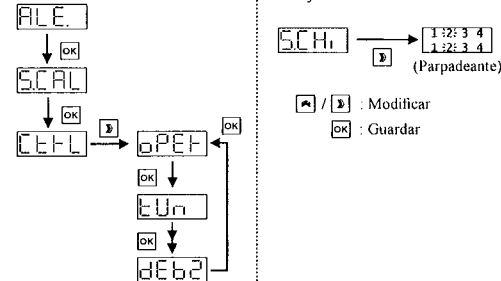 ALE.
OK
S.CAL
OK
CtrL
OPEr
OK
OK
tUn
OK
dEb2
S.CHi
1 2 3 4
1 2 3 4
(Parpadeante)
/ : Modificar
OK : Guardar